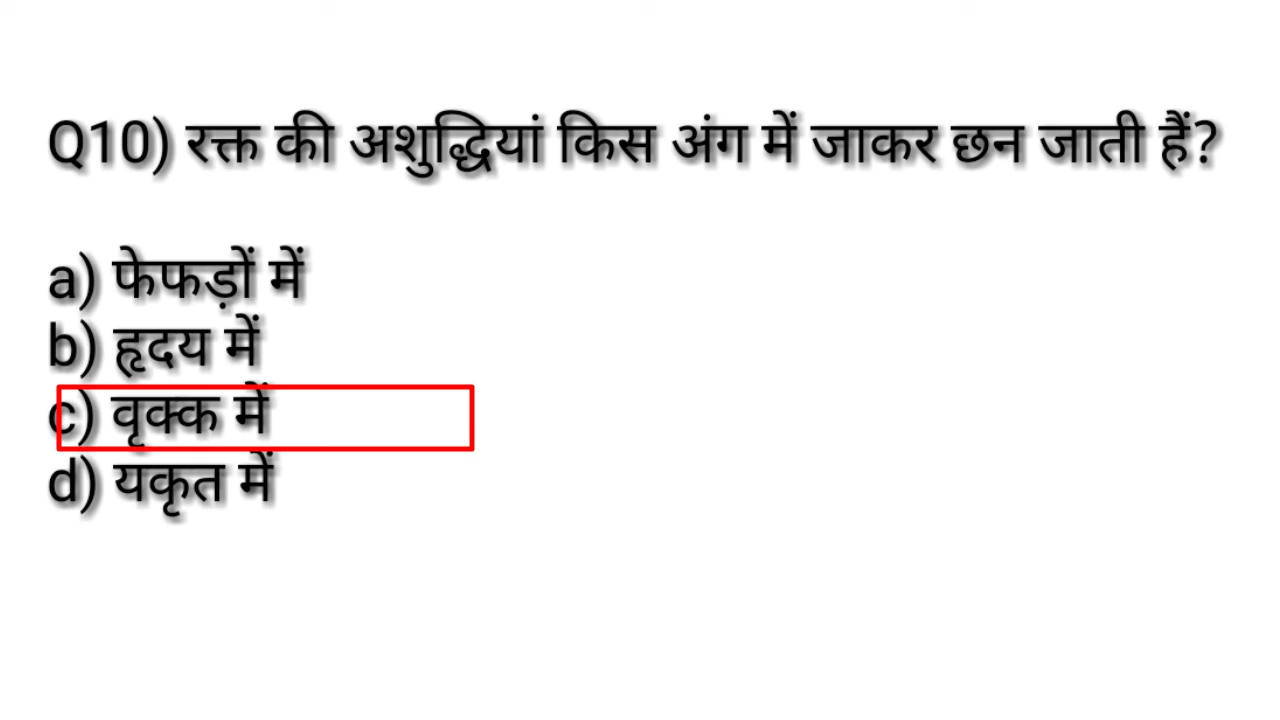 Q10) रक्त की अशुद्धियां किस अंग में जाकर छन जाती हैं?
a) फेफड़ों में
b) हृदय में
c) वृक्क में
d) यकृत में